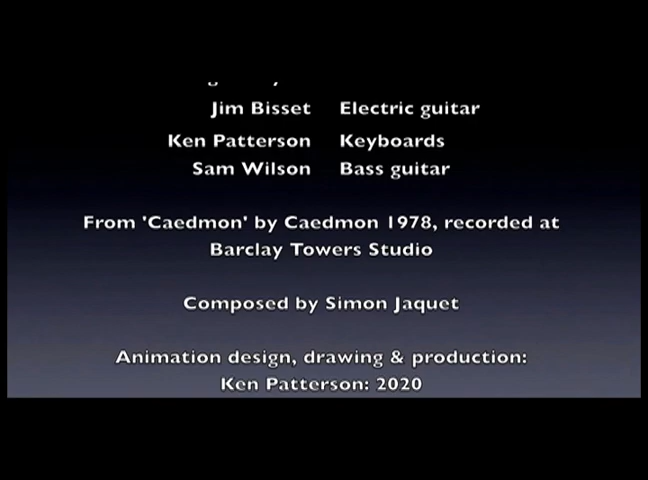 Jim Bisset Electric guitar
Ken Patterson Keyboards
Sam Wilson Bass guitar
From 'Caedmon' by Caedmon 1978, recorded at
Barclay Towers Studio
Composed by Simon Jaquet
Animation design, drawing & production:
Ken Patterson: 2020